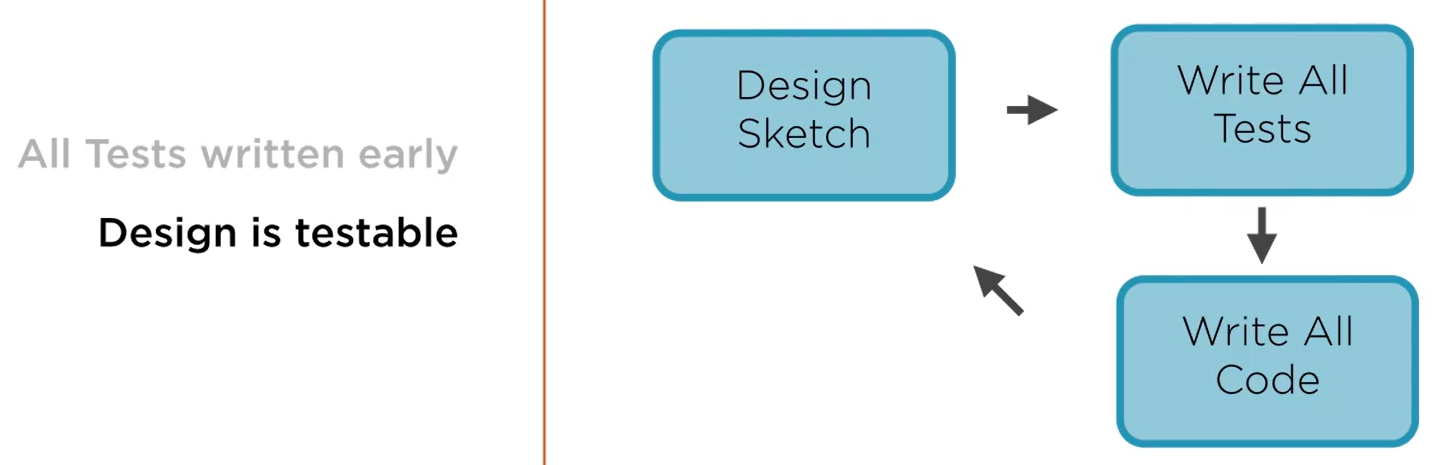 All Tests written early
Design is testable
Design
Sketch
Write All
Tests
Write All
Code